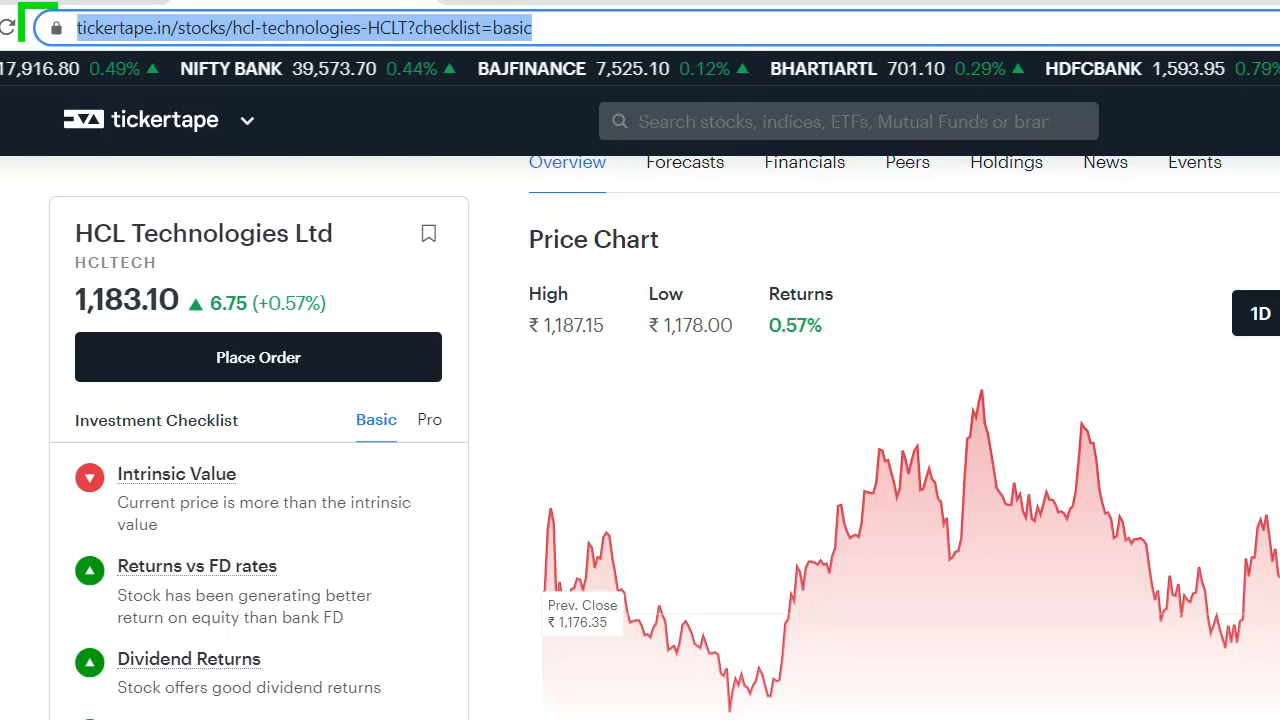 tickertape.in/stocks/hcl-technologies-HCLT?checklist=basic
17,916.80 0.49% ▲ NIFTY BANK 39,573.70 0.44% ▲ BAJFINANCE 7,525.10 0.12% ▲ BHARTIARTL 701.10 0.29% ▲ HDFCBANK 1,593.95 0.79%
tickertape
Search stocks, indices, ETFs, Mutual Funds or bran
Overview Forecasts Financials Peers Holdings News Events
HCL Technologies Ltd
HCLTECH
1,183.10 ▲ 6.75 (+0.57%)
Place Order
Investment Checklist Basic Pro
Intrinsic Value
Current price is more than the intrinsic
value
Returns vs FD rates
Stock has been generating better
return on equity than bank FD
Dividend Returns
Stock offers good dividend returns
Price Chart
High Low Returns
₹ 1,187.15 ₹ 1,178.00 0.57%
1D
Prev. Close
₹ 1,176.35